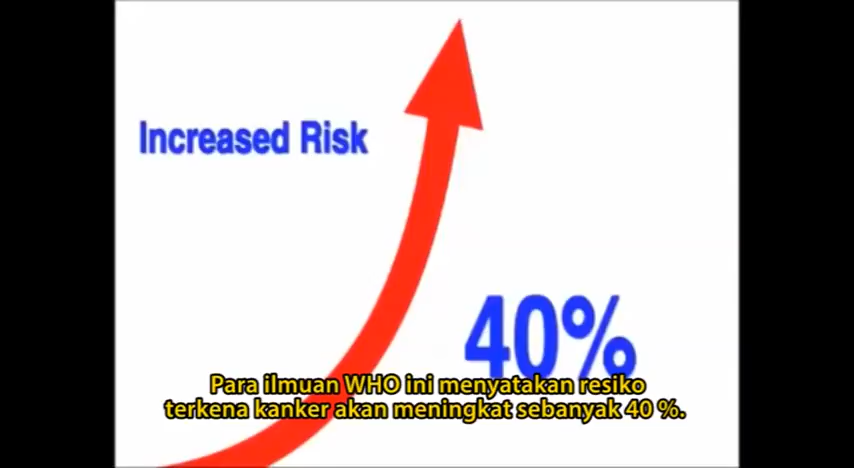 Increased Risk
40%
Para ilmuan WHO ini menyatakan resiko
terkena kanker akan meningkat sebanyak 40 %.